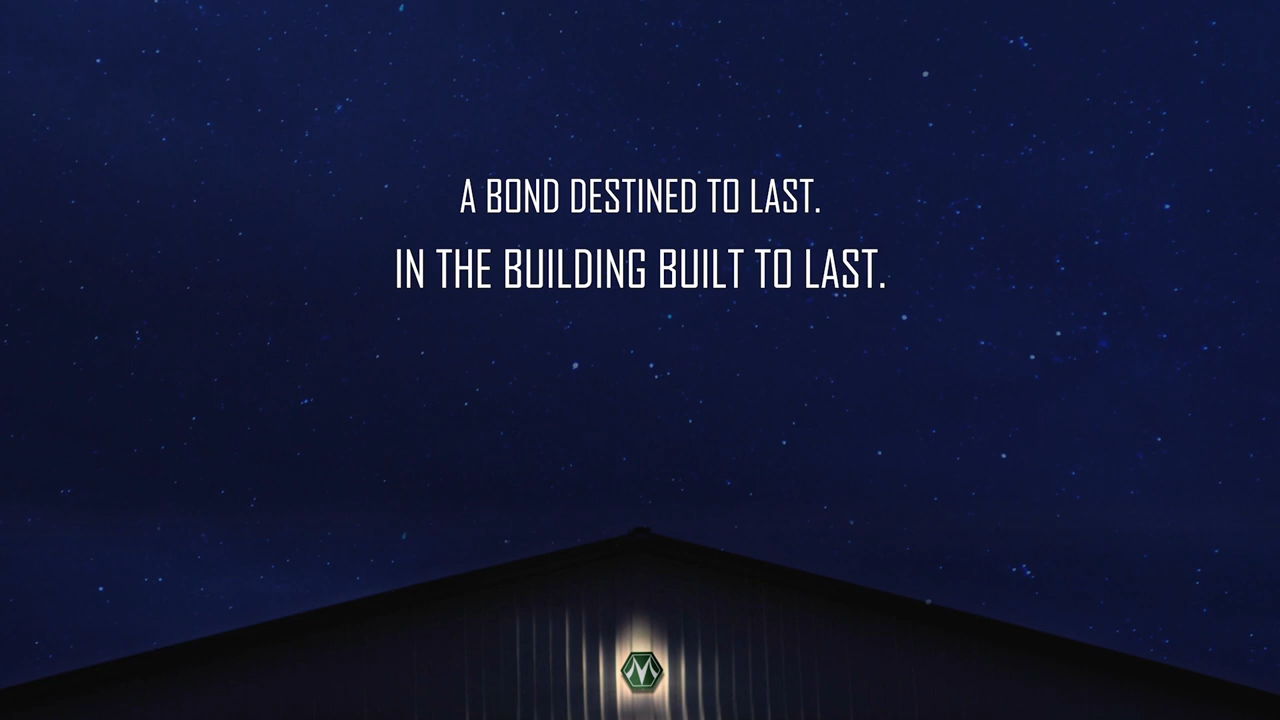 A BOND DESTINED TO LAST.
IN THE BUILDING BUILT TO LAST.